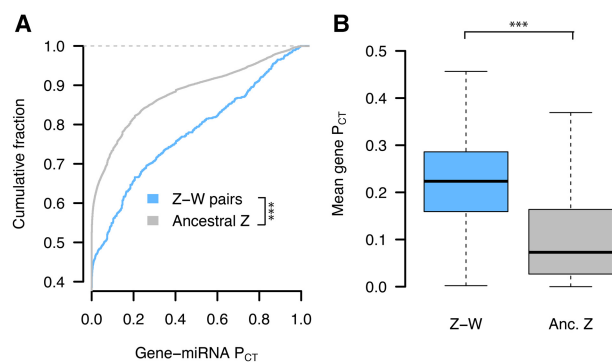 A
Cumulative fraction
1.0
0.9
0.8
0.7
0.6
0.5
0.4
Z−W pairs
Ancestral Z
***
0.0 0.2 0.4 0.6 0.8 1.0
Gene−miRNA PCT
B
***
Mean gene PCT
0.5
0.4
0.3
0.2
0.1
0.0
Z−W Anc. Z